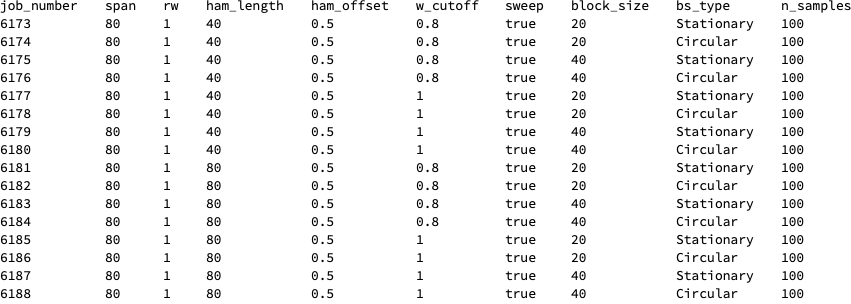 job_number span rw ham_length ham_offset w_cutoff sweep block_size bs_type n_samples
6173 80 1 40 0.5 0.8 true 20 Stationary 100
6174 80 1 40 0.5 0.8 true 20 Circular 100
6175 80 1 40 0.5 0.8 true 40 Stationary 100
6176 80 1 40 0.5 0.8 true 40 Circular 100
6177 80 1 40 0.5 1 true 20 Stationary 100
6178 80 1 40 0.5 1 true 20 Circular 100
6179 80 1 40 0.5 1 true 40 Stationary 100
6180 80 1 40 0.5 1 true 40 Circular 100
6181 80 1 80 0.5 0.8 true 20 Stationary 100
6182 80 1 80 0.5 0.8 true 20 Circular 100
6183 80 1 80 0.5 0.8 true 40 Stationary 100
6184 80 1 80 0.5 0.8 true 40 Circular 100
6185 80 1 80 0.5 1 true 20 Stationary 100
6186 80 1 80 0.5 1 true 20 Circular 100
6187 80 1 80 0.5 1 true 40 Stationary 100
6188 80 1 80 0.5 1 true 40 Circular 100